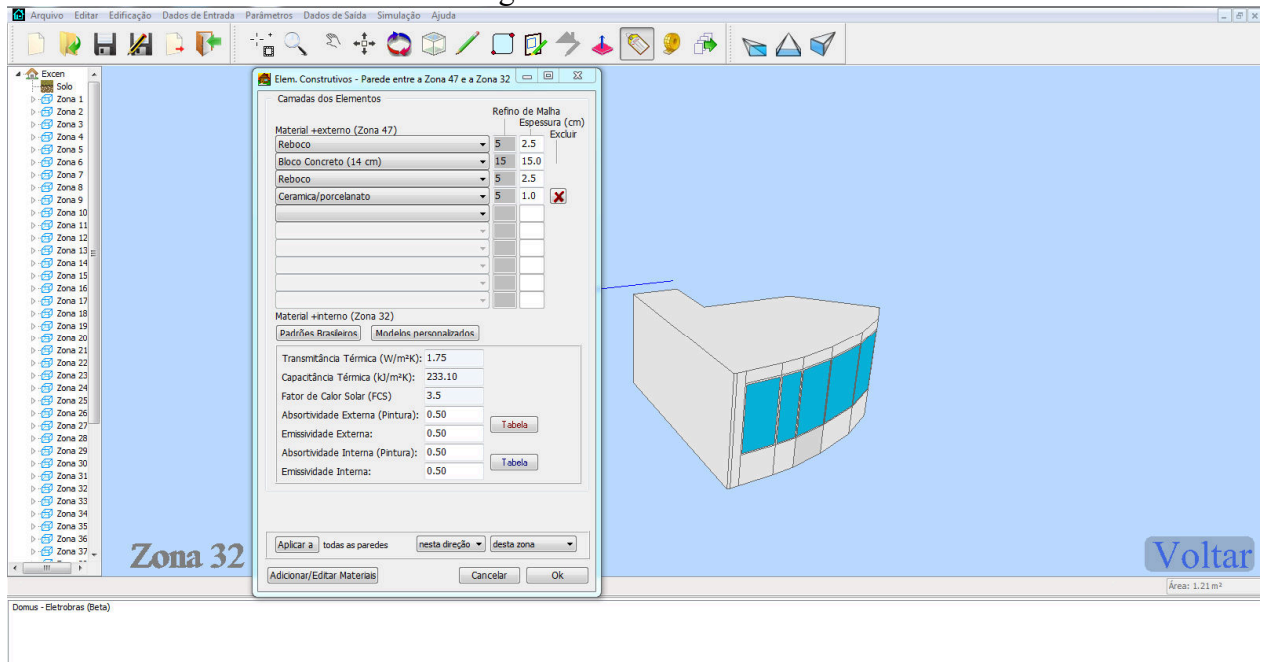 Arquivo Editar Edificação Dados de Entrada Parâmetros Dados de Saída Simulação Ajuda
Excen
Solo
Zona 1
Zona 2
Zona 3
Zona 4
Zona 5
Zona 6
Zona 7
Zona 8
Zona 9
Zona 10
Zona 11
Zona 12
Zona 13
Zona 14
Zona 15
Zona 16
Zona 17
Zona 18
Zona 19
Zona 20
Zona 21
Zona 22
Zona 23
Zona 24
Zona 25
Zona 26
Zona 27
Zona 28
Zona 29
Zona 30
Zona 31
Zona 32
Zona 33
Zona 34
Zona 35
Zona 36
Zona 37
Elem. Construtivos - Parede entre a Zona 47 e a Zona 32
Camadas dos Elementos
Refino de Malha
Espessura (cm)
Excluir
Material +externo (Zona 47)
Reboco 5 2.5
Bloco Concreto (14 cm) 15 15.0
Reboco 5 2.5
Ceramica/porcelanato 5 1.0
Material +interno (Zona 32)
Padrões Brasileiros Modelos personalizados
Transmitância Térmica (W/m²K): 1.75
Capacitância Térmica (kJ/m²K): 233.10
Fator de Calor Solar (FCS) 3.5
Absortividade Externa (Pintura): 0.50
Tabela
Emissividade Externa: 0.50
Absortividade Interna (Pintura): 0.50
Tabela
Emissividade Interna: 0.50
Aplicar a todas as paredes nesta direção desta zona
Adicionar/Editar Materiais Cancelar Ok
Zona 32
Voltar
Área: 1.21 m²
Domus - Eletrobras (Beta)